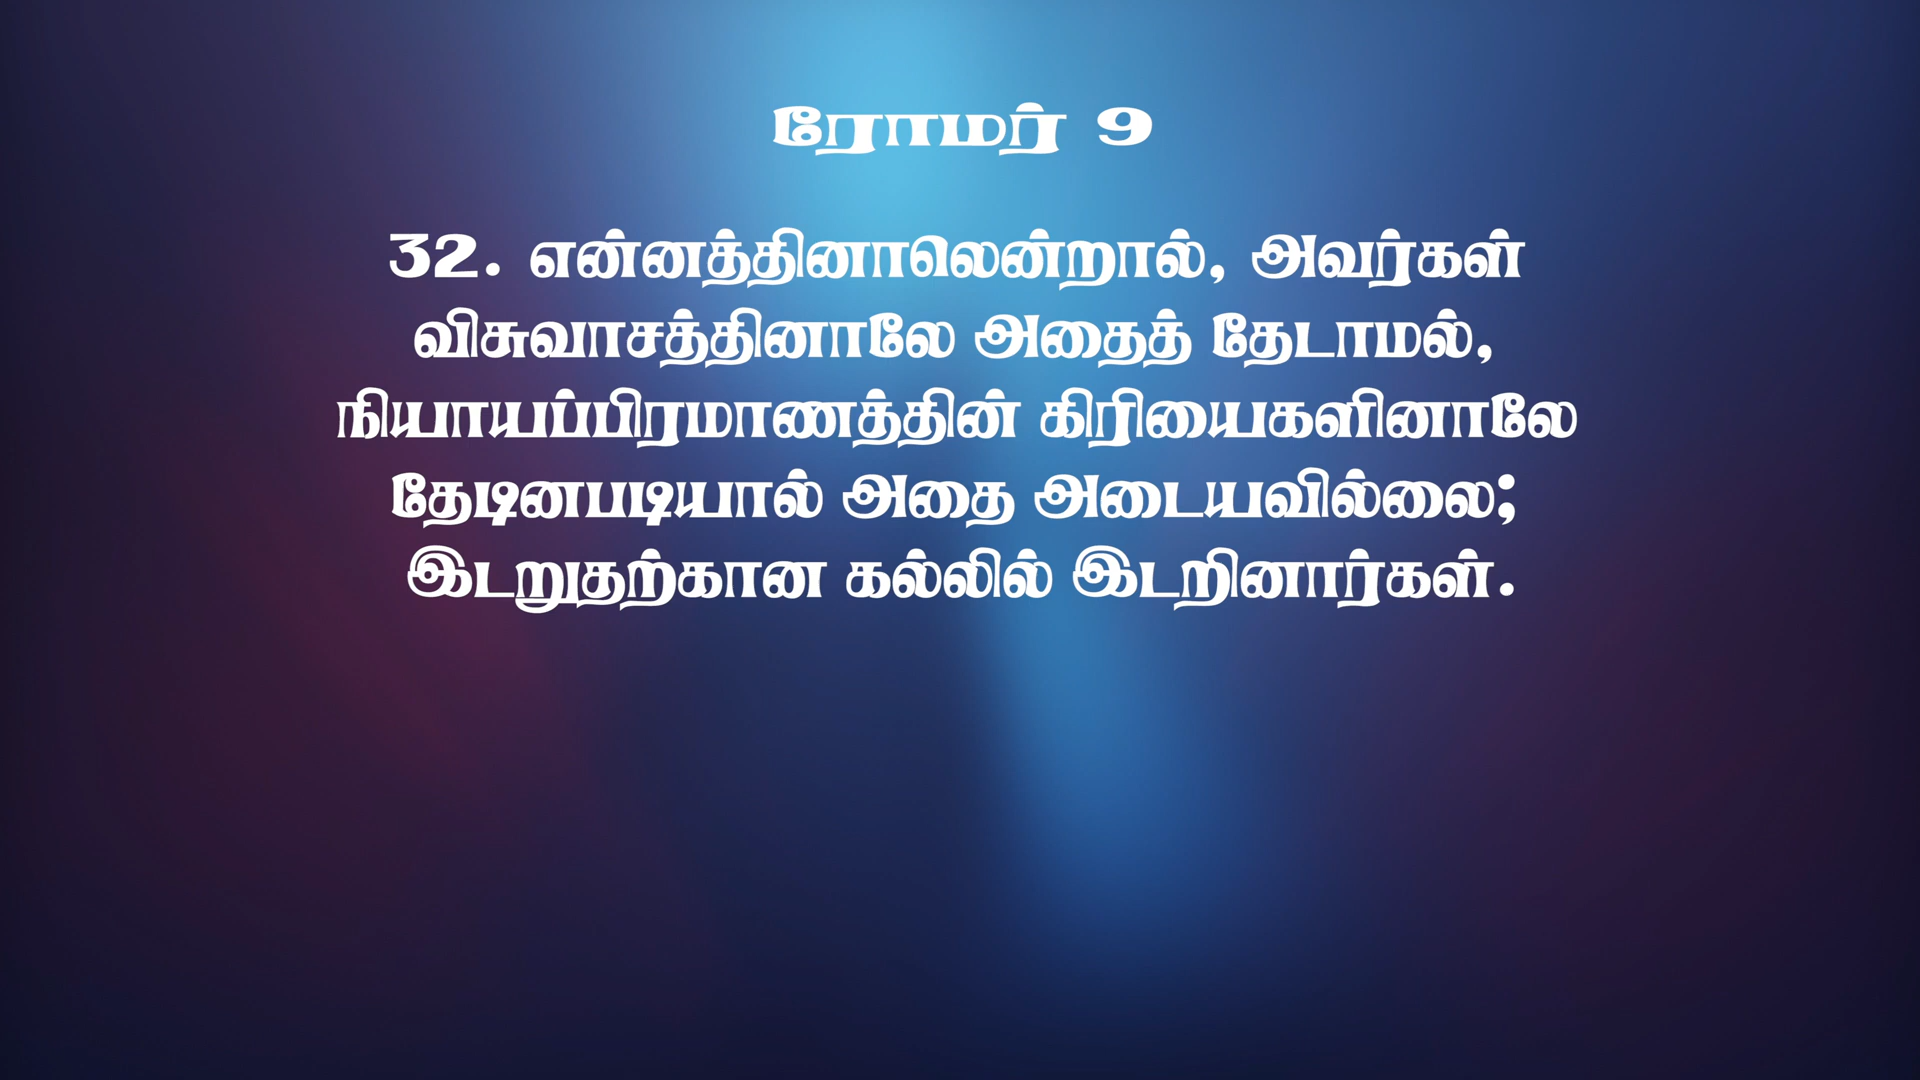 ரோமர் 9
32. என்னத்தினாலென்றால், அவர்கள்
விசுவாசத்தினாலே அதைத் தேடாமல்,
நியாயப்பிரமாணத்தின் கிரியைகளினாலே
தேடினபடியால் அதை அடையவில்லை;
இடறுதற்கான கல்லில் இடறினார்கள்.